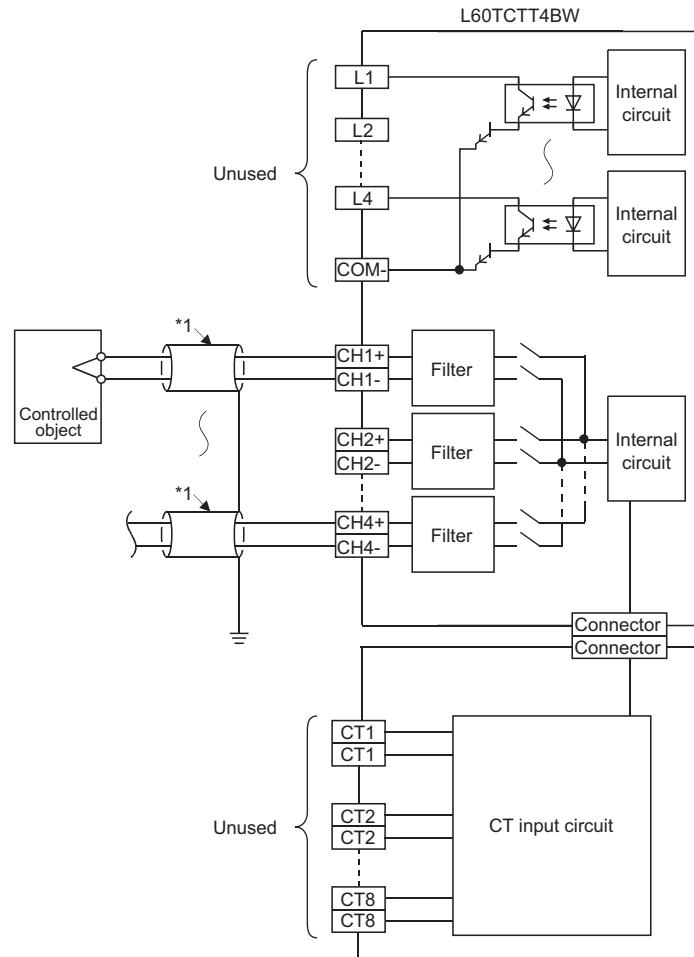 L60TCTT4BW
L1
Internal
circuit
L2
Unused
L4
Internal
circuit
COM-
*1
CH1+
CH1-
Filter
Controlled
object
CH2+
CH2-
Filter
Internal
circuit
*1
CH4+
CH4-
Filter
Connector
Connector
CT1
CT1
Unused
CT2
CT2
CT input circuit
CT8
CT8